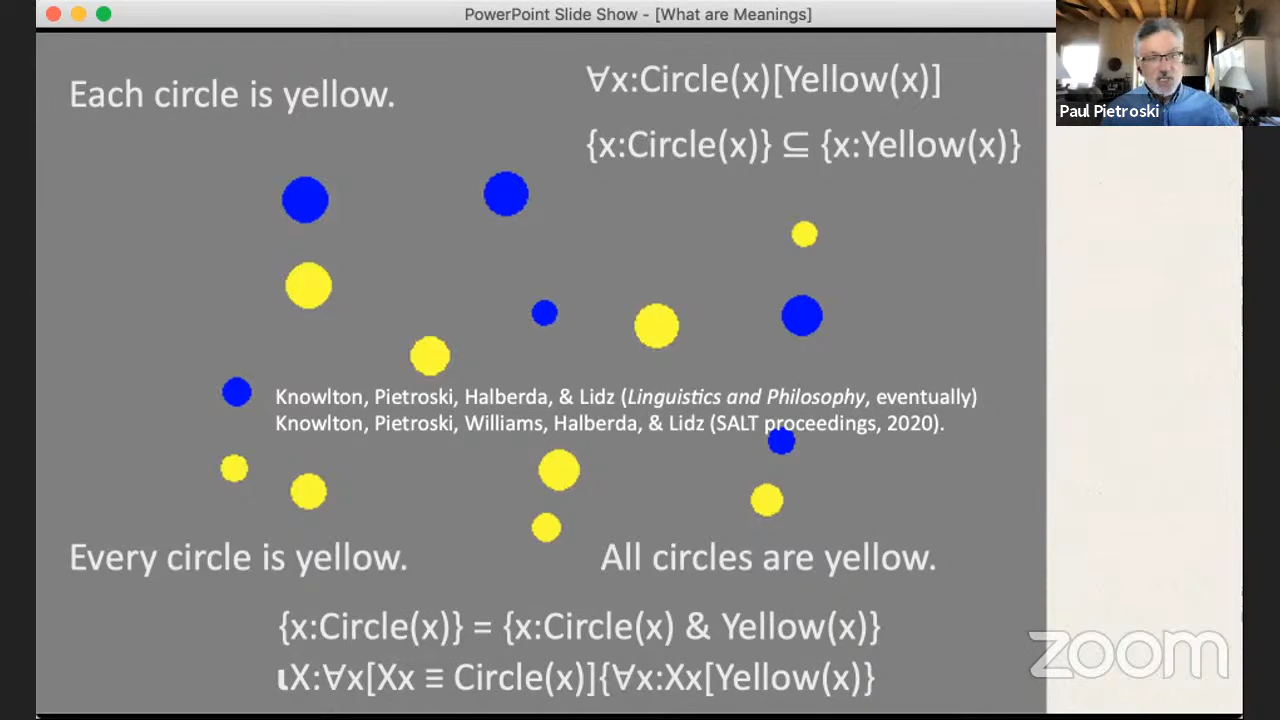 PowerPoint Slide Show - [What are Meanings]
Paul Pietroski
Each circle is yellow.
∀x:Circle(x)[Yellow(x)]
{x:Circle(x)} ⊆ {x:Yellow(x)}
Knowlton, Pietroski, Halberda, & Lidz (Linguistics and Philosophy, eventually)
Knowlton, Pietroski, Williams, Halberda, & Lidz (SALT proceedings, 2020).
Every circle is yellow.
All circles are yellow.
{x:Circle(x)} = {x:Circle(x) & Yellow(x)}
ιX:∀x[Xx ≡ Circle(x)]{∀x:Xx[Yellow(x)}
zoom